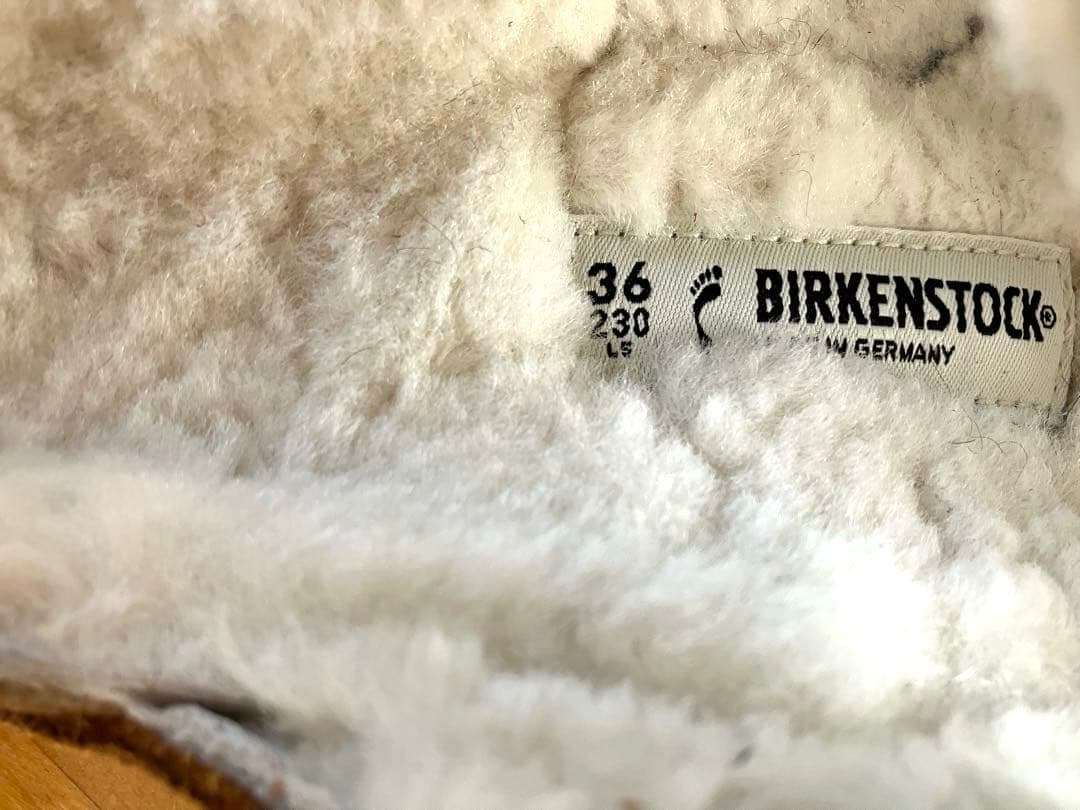 36
230
L5
BIRKENSTOCK®
GERMANY